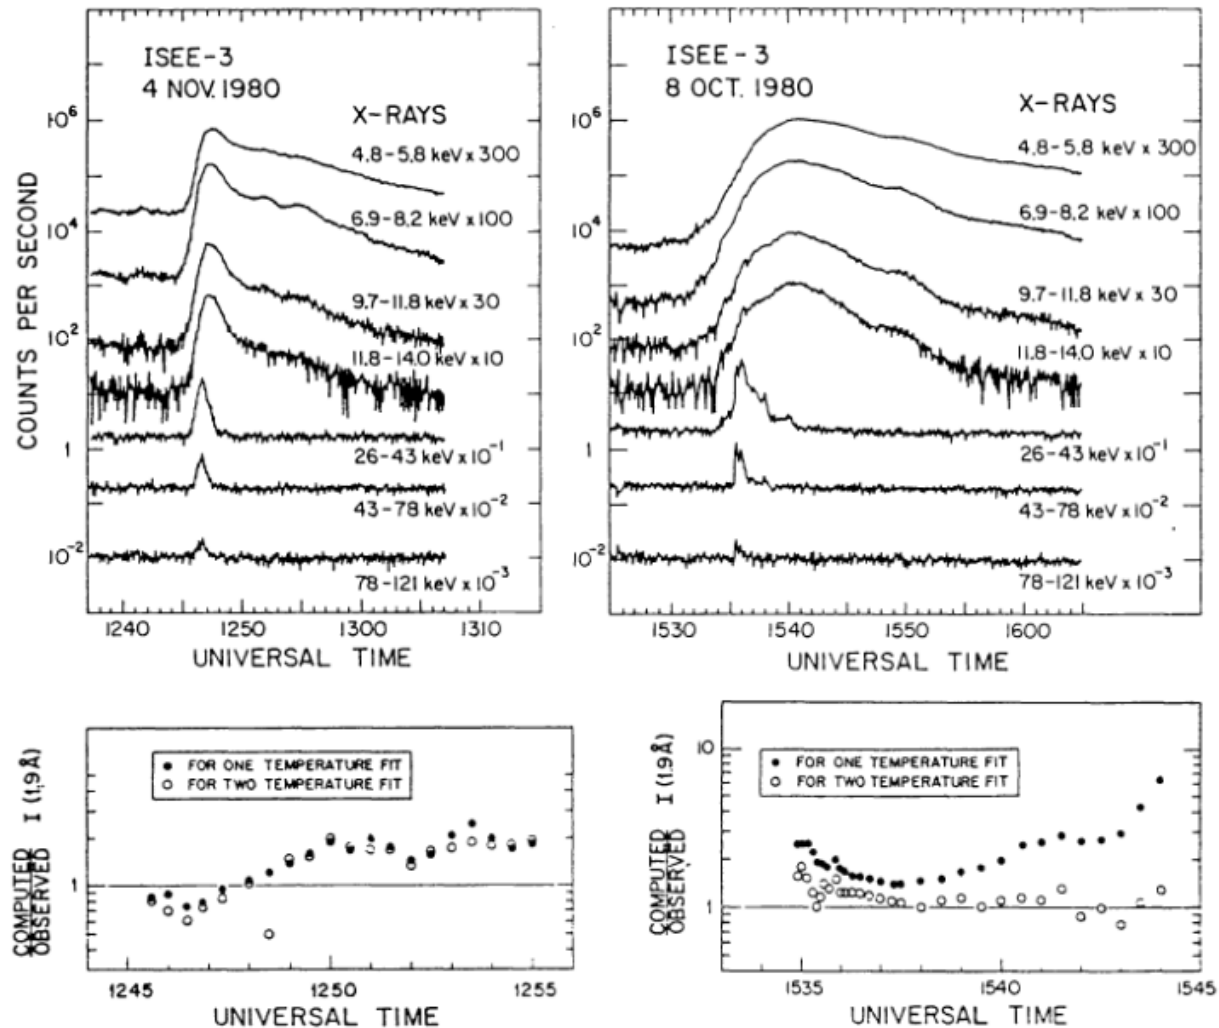 ISEE-3
4 NOV. 1980
X-RAYS
10^6
4.8-5.8 keV x 300
6.9-8.2 keV x 100
10^4
9.7-11.8 keV x 30
10^2
11.8-14.0 keV x 10
1
26-43 keV x 10^-1
43-78 keV x 10^-2
10^-2
78-121 keV x 10^-3
COUNTS PER SECOND
1240 1250 1300 1310
UNIVERSAL TIME
ISEE-3
8 OCT. 1980
X-RAYS
10^6
4.8-5.8 keV x 300
6.9-8.2 keV x 100
10^4
9.7-11.8 keV x 30
10^2
11.8-14.0 keV x 10
1
26-43 keV x 10^-1
43-78 keV x 10^-2
10^-2
78-121 keV x 10^-3
1530 1540 1550 1600
UNIVERSAL TIME
● FOR ONE TEMPERATURE FIT
○ FOR TWO TEMPERATURE FIT
COMPUTED
OBSERVED
I (1.9Å)
1
1245 1250 1255
UNIVERSAL TIME
● FOR ONE TEMPERATURE FIT
○ FOR TWO TEMPERATURE FIT
COMPUTED
OBSERVED
I (1.9Å)
10
1
1535 1540 1545
UNIVERSAL TIME